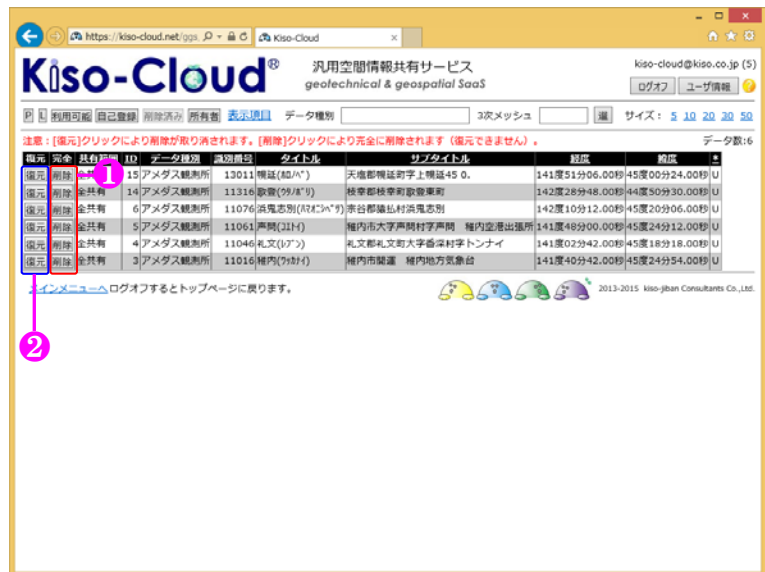 https://kiso-cloud.net/ggs
Kiso-Cloud
Kiso-Cloud®
汎用空間情報共有サービス
geotechnical & geospatial SaaS
kiso-cloud@kiso.co.jp (5)
ログオフ ユーザ情報
P L 利用可能 自己登録 削除済み 所有者 表示項目 データ種別 3次メッシュ 選 サイズ: 5 10 20 30 50
注意:[復元]クリックにより削除が取り消されます。[削除]クリックにより完全に削除されます(復元できません)。 データ数:6
復元 完全 共有範囲 ID データ種別 識別番号 タイトル サブタイトル 経度 緯度 *
復元 削除 全共有 15 アメダス観測所 13011 幌延(ﾎﾛﾉﾍﾞ) 天塩郡幌延町字上幌延45 0. 141度51分06.00秒 45度00分24.00秒 U
復元 削除 全共有 14 アメダス観測所 11316 歌登(ｳﾀﾉﾎﾞﾘ) 枝幸郡枝幸町歌登東町 142度28分48.00秒 44度50分30.00秒 U
復元 削除 全共有 6 アメダス観測所 11076 浜鬼志別(ﾊﾏｵﾆｼﾍﾞﾂ) 宗谷郡猿払村浜鬼志別 142度10分12.00秒 45度20分06.00秒 U
復元 削除 全共有 5 アメダス観測所 11061 声問(ｺｴﾄｲ) 稚内市大字声問村字声問 稚内空港出張所 141度48分00.00秒 45度24分12.00秒 U
復元 削除 全共有 4 アメダス観測所 11046 礼文(ﾚﾌﾞﾝ) 礼文郡礼文町大字香深村字トンナイ 141度02分42.00秒 45度18分18.00秒 U
復元 削除 全共有 3 アメダス観測所 11016 稚内(ﾜｯｶﾅｲ) 稚内市開運 稚内地方気象台 141度40分42.00秒 45度24分54.00秒 U
メインメニューへ ログオフするとトップページに戻ります。
2013-2015 kiso-jiban Consultants Co.,Ltd.
1
2